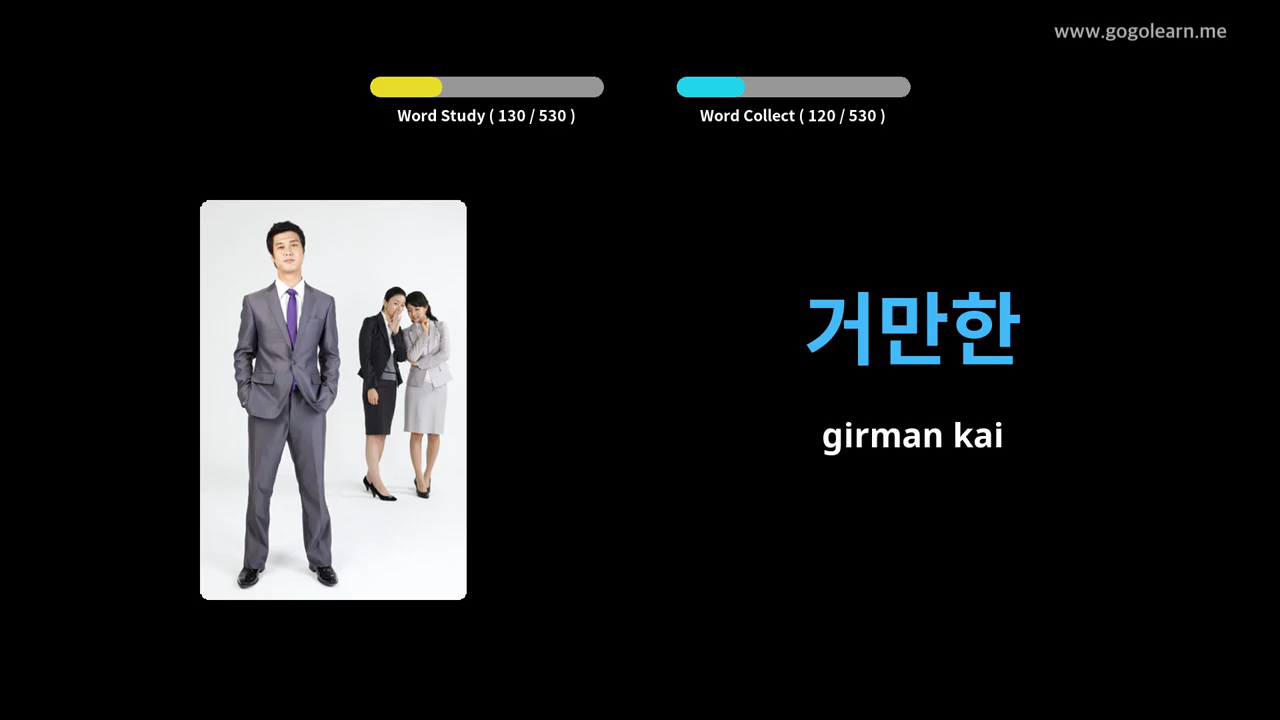 www.gogolearn.me
Word Study ( 130 / 530 )
Word Collect ( 120 / 530 )
거만한
girman kai